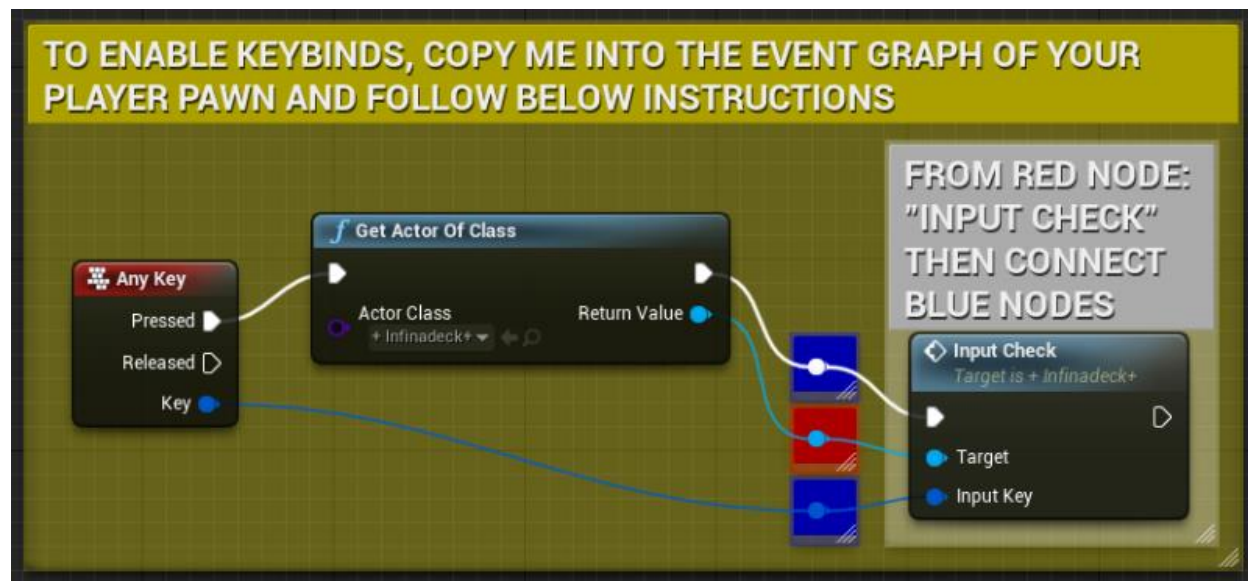 TO ENABLE KEYBINDS, COPY ME INTO THE EVENT GRAPH OF YOUR
PLAYER PAWN AND FOLLOW BELOW INSTRUCTIONS
FROM RED NODE:
"INPUT CHECK"
THEN CONNECT
BLUE NODES
Any Key
Pressed
Released
Key
f Get Actor Of Class
Actor Class
+ Infinadeck+
Return Value
Input Check
Target is + Infinadeck+
Target
Input Key